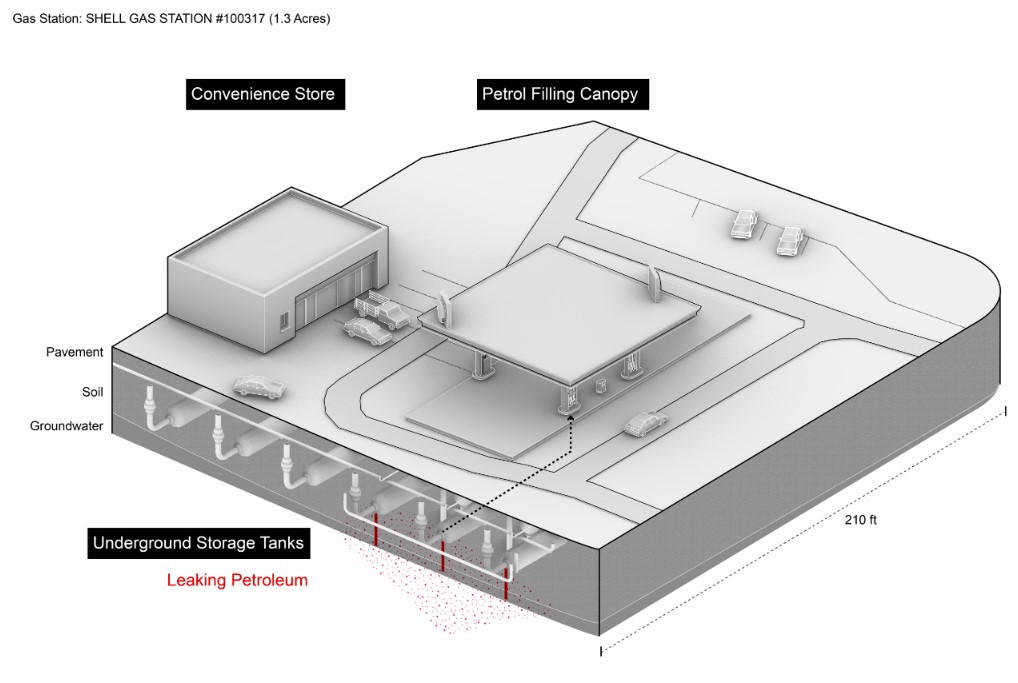 Gas Station: SHELL GAS STATION #100317 (1.3 Acres)
Convenience Store
Petrol Filling Canopy
Pavement
Soil
Groundwater
210 ft
Underground Storage Tanks
Leaking Petroleum